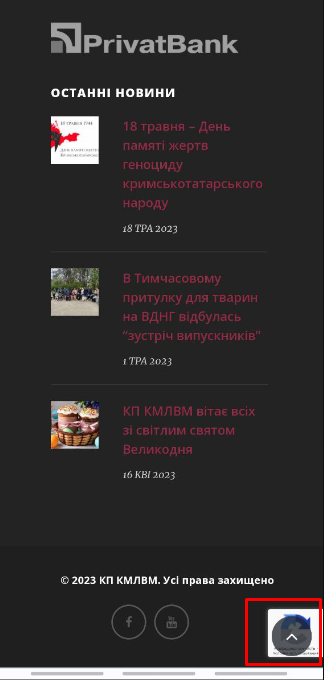 PrivatBank
ОСТАННІ НОВИНИ
18 травня – День
памяті жертв
геноциду
кримськотатарського
народу
18 ТРА 2023
В Тимчасовому
притулку для тварин
на ВДНГ відбулась
“зустріч випускників”
1 ТРА 2023
КП КМЛВМ вітає всіх
зі світлим святом
Великодня
16 КВІ 2023
© 2023 КП КМЛВМ. Усі права захищено
You
Tube